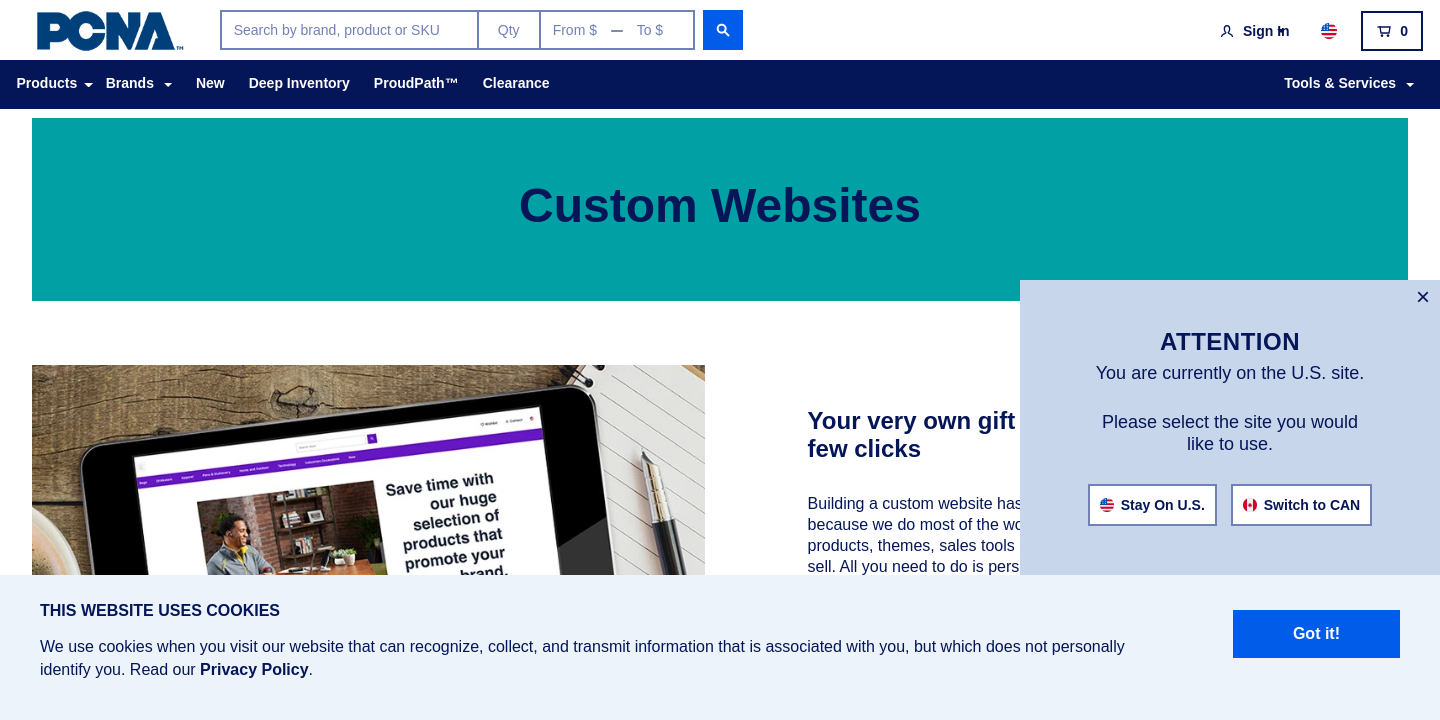 PCNA™
Search by brand, product or SKU
Qty
From $ — To $
Sign In
0
Products
Brands
New
Deep Inventory
ProudPath™
Clearance
Tools & Services
Custom Websites
×
ATTENTION
You are currently on the U.S. site.
Please select the site you would
like to use.
Stay On U.S.
Switch to CAN
Save time with
our huge
selection of
products that
promote your
brand.
Your very own gift
few clicks
Building a custom website has
because we do most of the wo
products, themes, sales tools
sell. All you need to do is pers
THIS WEBSITE USES COOKIES
We use cookies when you visit our website that can recognize, collect, and transmit information that is associated with you, but which does not personally
identify you. Read our Privacy Policy.
Got it!